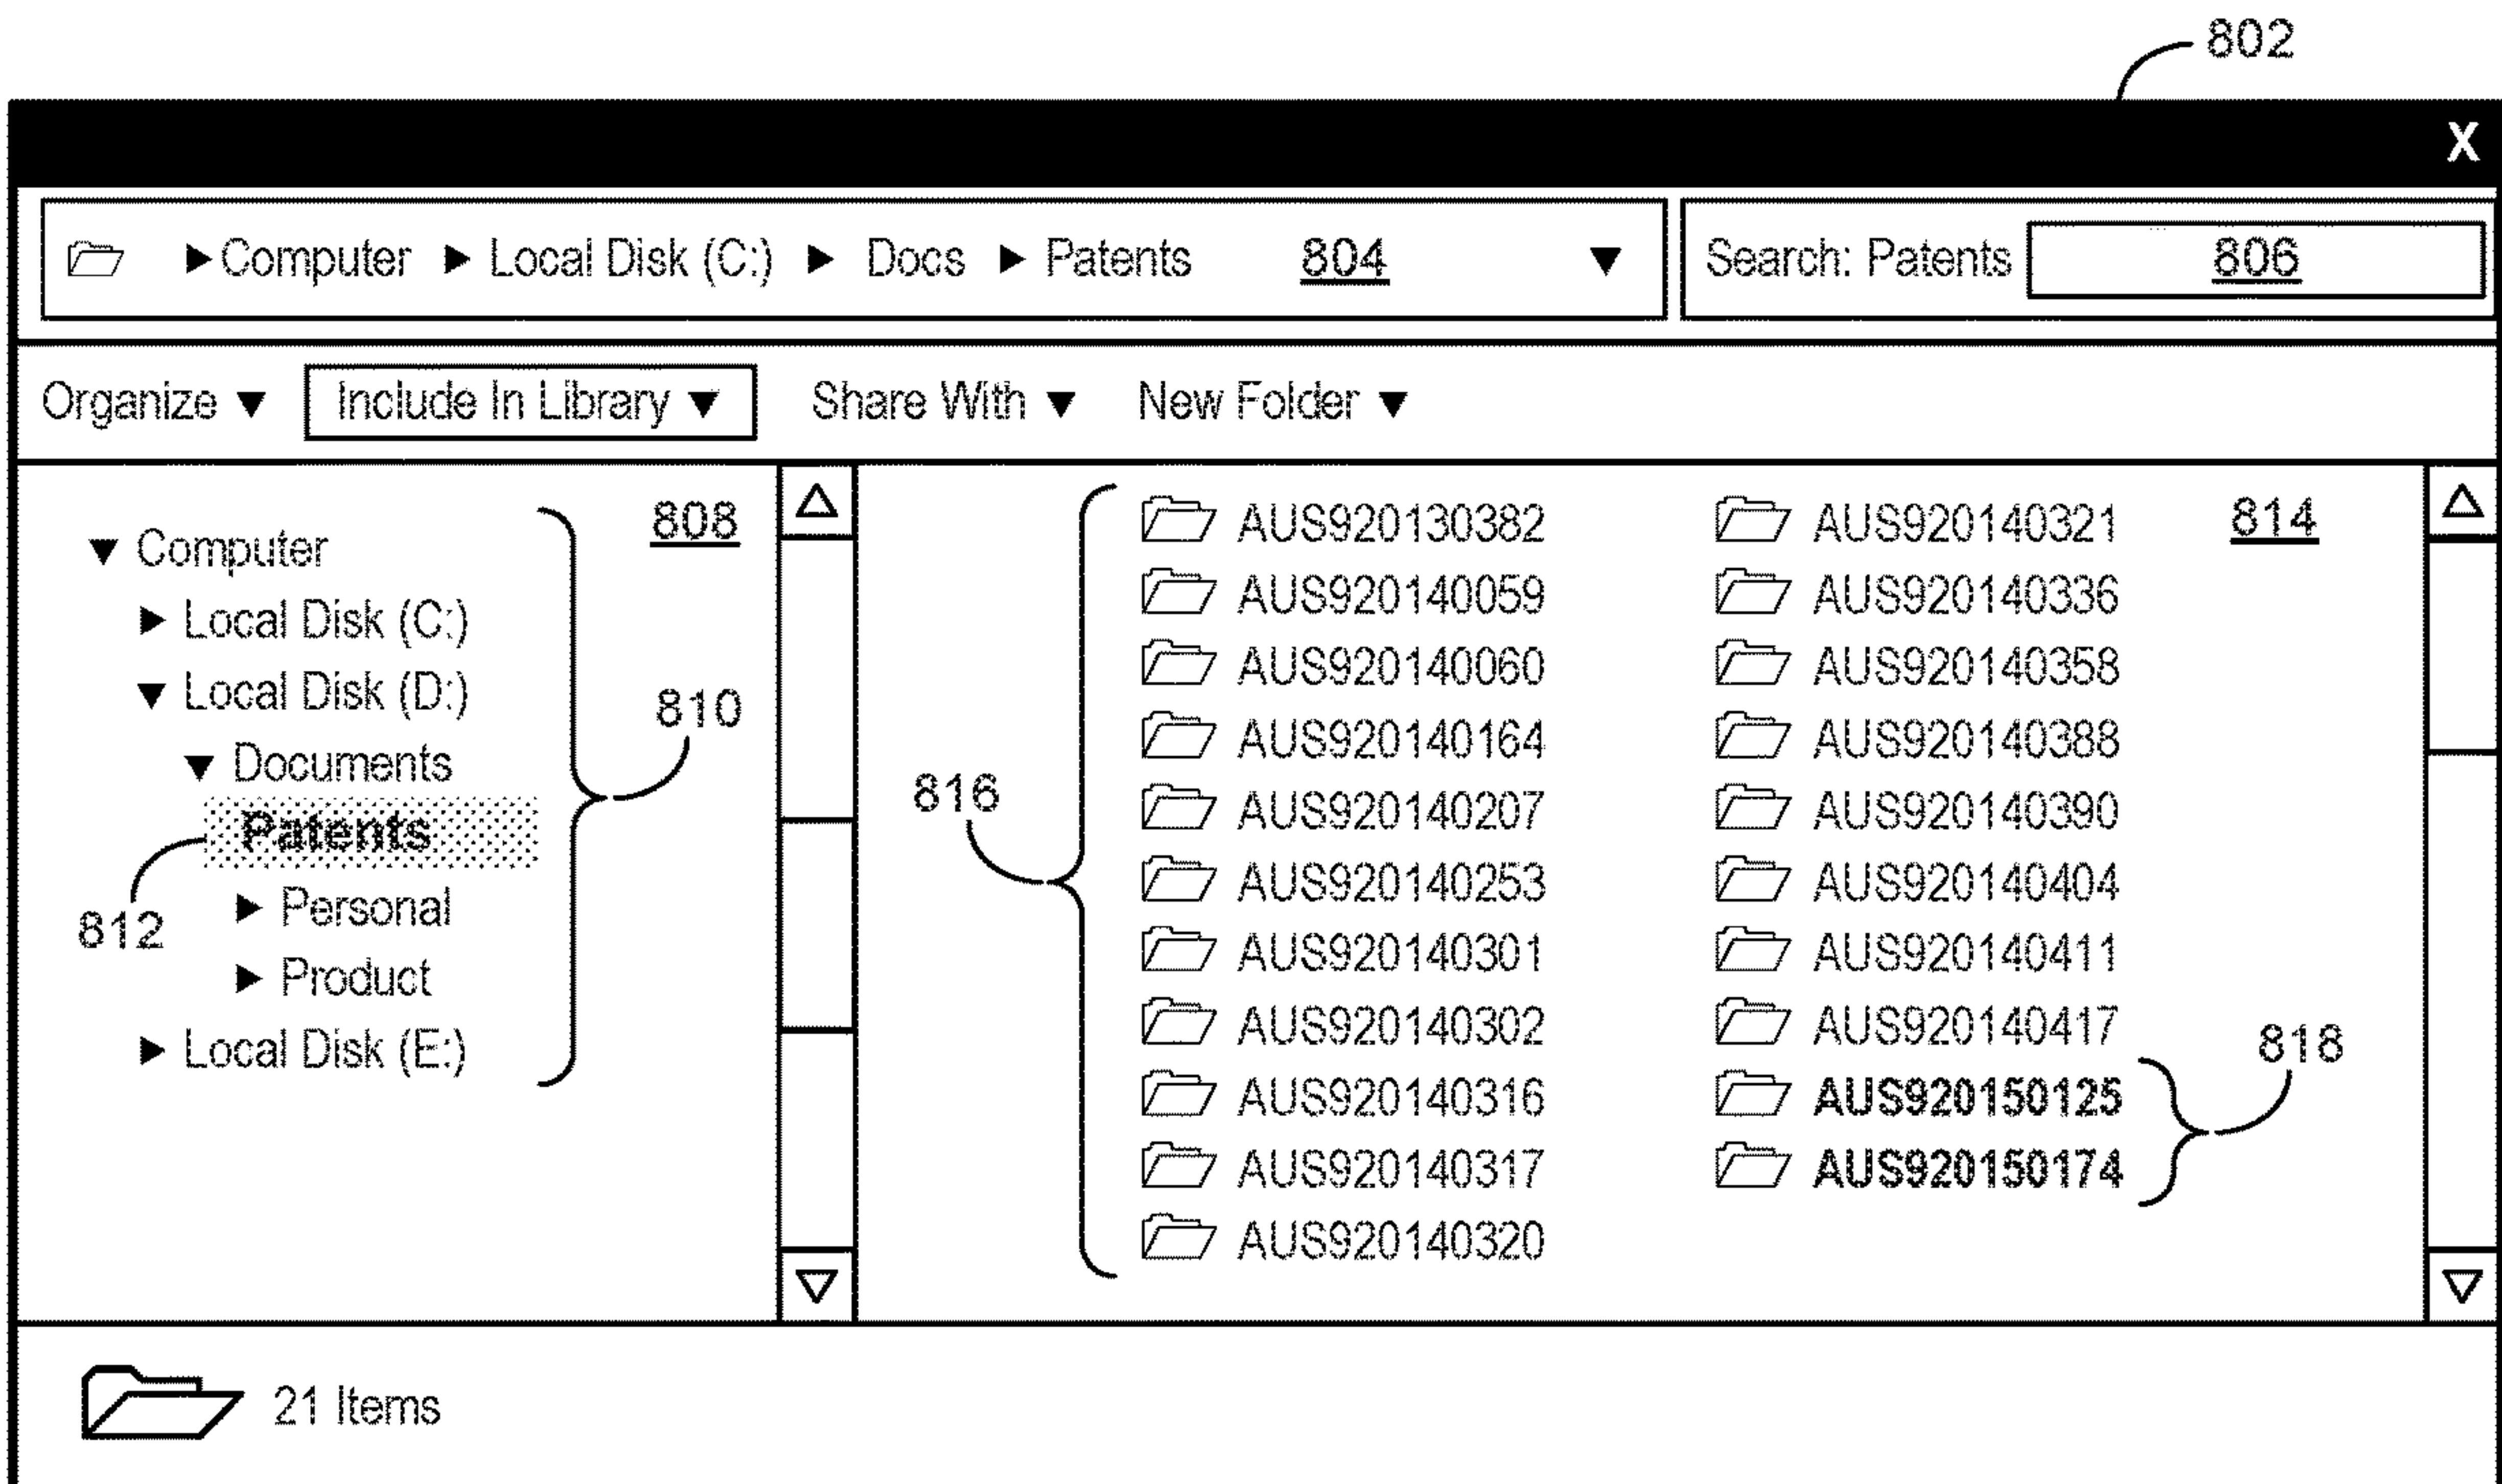 802
X
▶Computer ▶ Local Disk (C:) ▶ Docs ▶ Patents 804 ▼ Search: Patents 806
Organize ▼ Include In Library ▼ Share With ▼ New Folder ▼
808
▼ Computer
▶ Local Disk (C:)
▼ Local Disk (D:)
810
▼ Documents
Patents
812
▶ Personal
▶ Product
▶ Local Disk (E:)
814
816
AUS920130382
AUS920140059
AUS920140060
AUS920140164
AUS920140207
AUS920140253
AUS920140301
AUS920140302
AUS920140316
AUS920140317
AUS920140320
AUS920140321
AUS920140336
AUS920140358
AUS920140388
AUS920140390
AUS920140404
AUS920140411
AUS920140417
AUS920150125
AUS920150174
818
21 Items